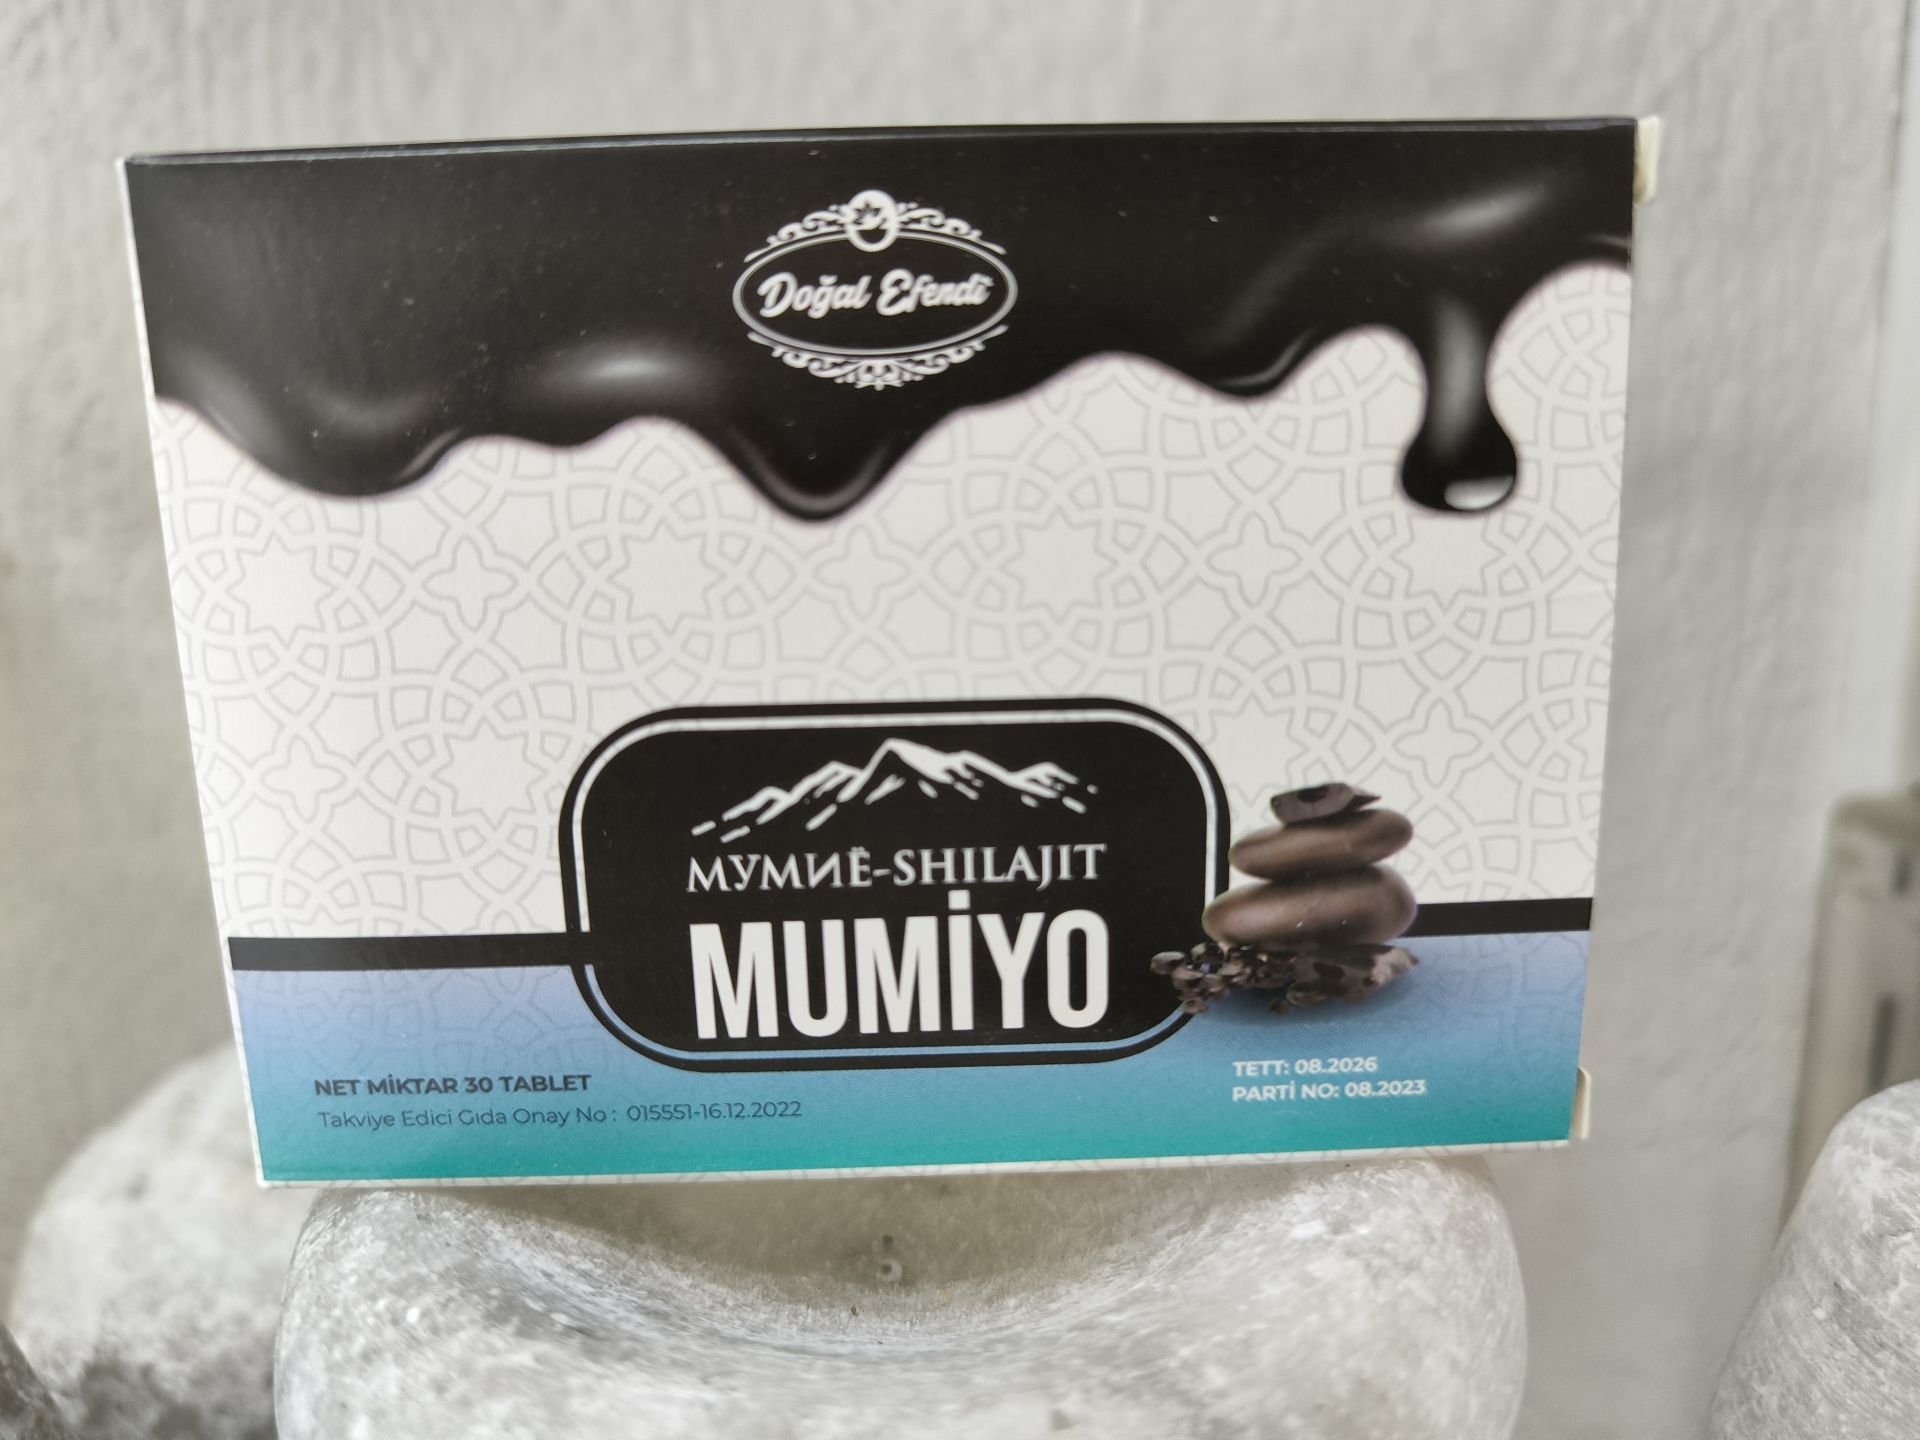 Doğal Efendi
МУМИЁ-SHILAJIT
MUMİYO
NET MİKTAR 30 TABLET
Takviye Edici Gıda Onay No : 015551-16.12.2022
TETT: 08.2026
PARTİ NO: 08.2023